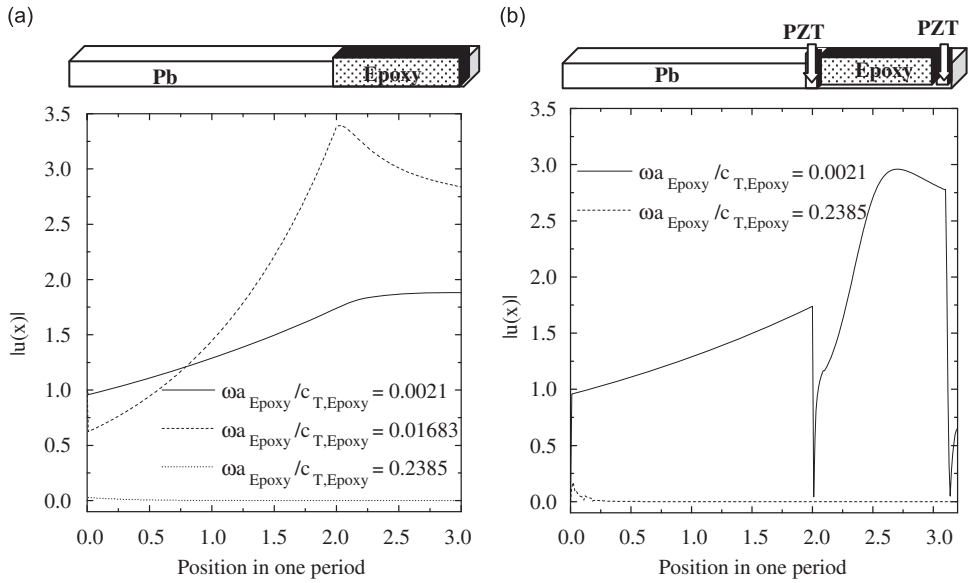 (a)
Pb
Epoxy
3.5
3.0
2.5
2.0
1.5
1.0
0.5
0.0
|u(x)|
ωa Epoxy /c T,Epoxy = 0.0021
ωa Epoxy /c T,Epoxy = 0.01683
ωa Epoxy /c T,Epoxy = 0.2385
0.0 0.5 1.0 1.5 2.0 2.5 3.0
Position in one period
(b)
PZT PZT
Pb
Epoxy
3.5
3.0
2.5
2.0
1.5
1.0
0.5
0.0
|u(x)|
ωa Epoxy /c T,Epoxy = 0.0021
ωa Epoxy /c T,Epoxy = 0.2385
0.0 0.5 1.0 1.5 2.0 2.5 3.0
Position in one period